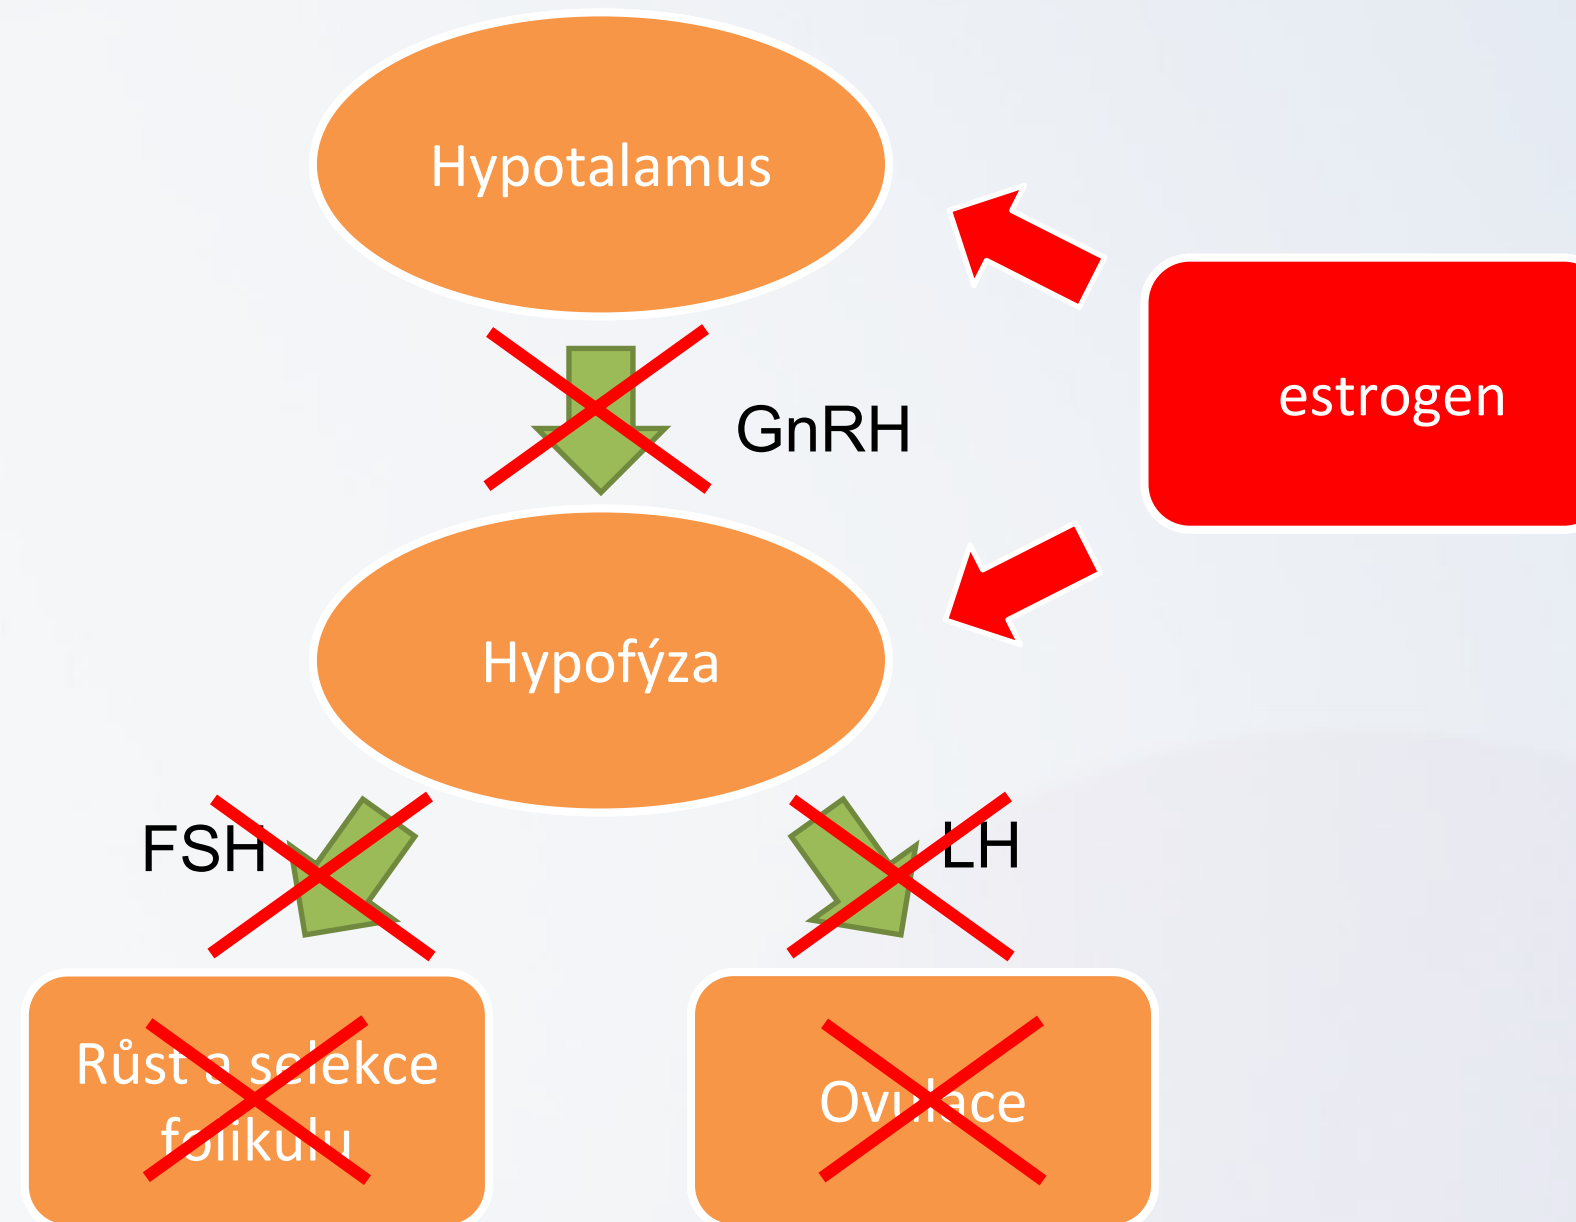 Hypotalamus
estrogen
GnRH
Hypofýza
FSH
LH
Růst a selekce
folikulu
Ovulace